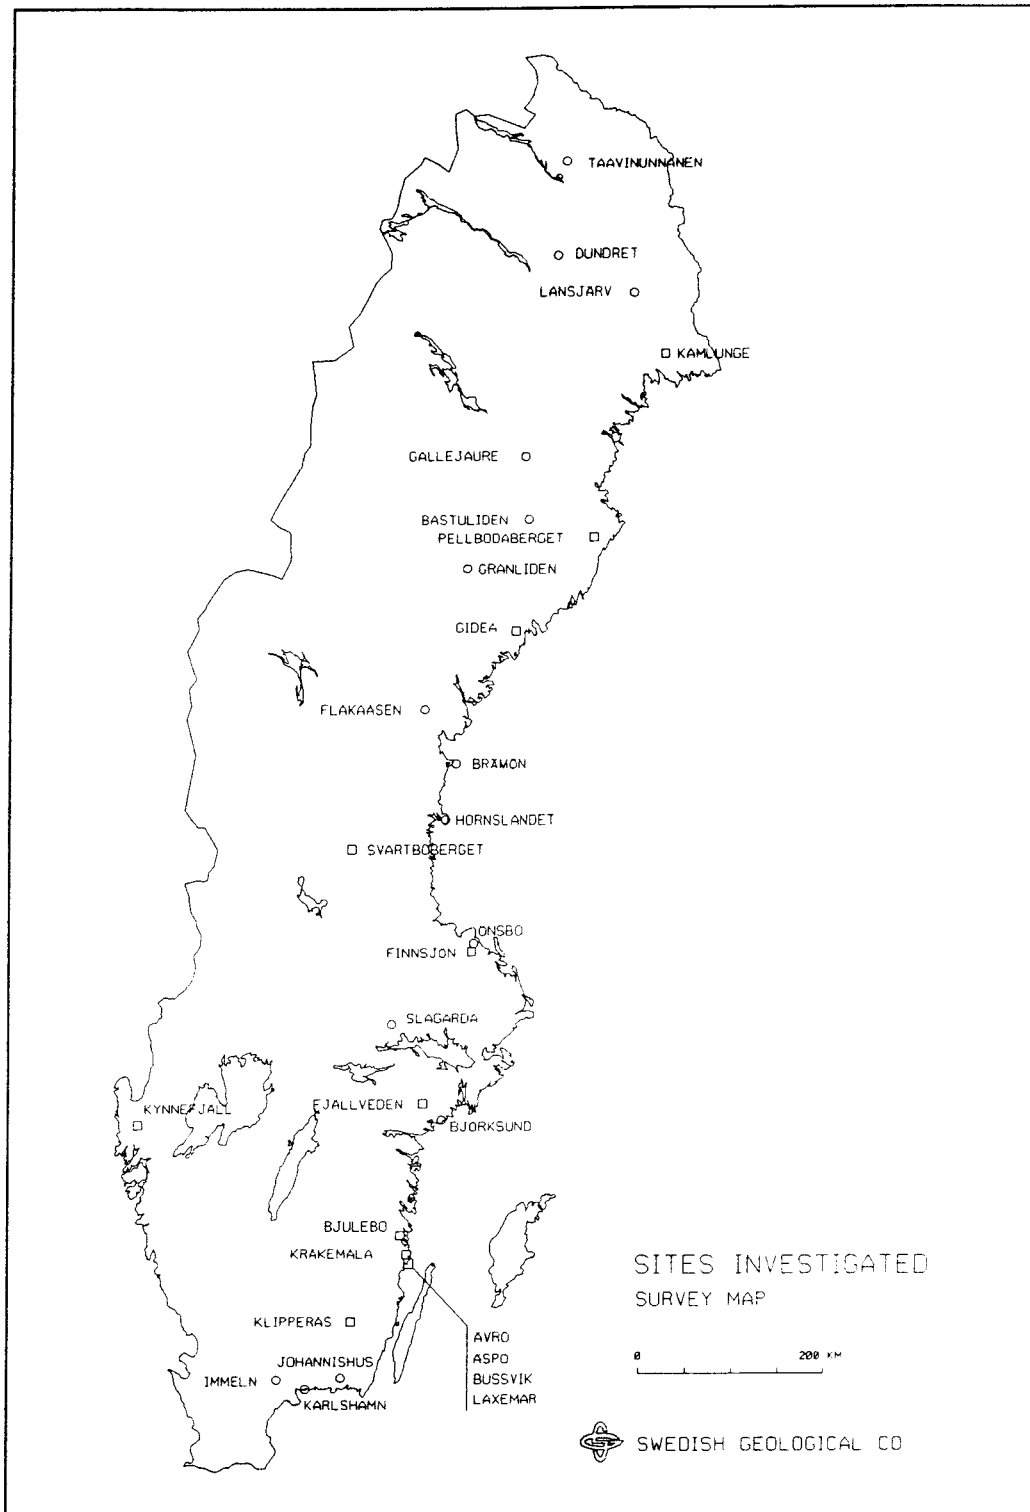 TAAVINUNNANEN
DUNDRET
LANSJARV
KAMLUNGE
GALLEJAURE
BASTULIDEN
PELLBODABERGET
GRANLIDEN
GIDEA
FLAKAASEN
BRAMON
HORNSLANDET
SVARTBOBERGET
ONSBO
FINNSJON
SLAGARDA
FJALLVEDEN
KYNNEFJALL
BJORKSUND
BJULEBO
KRAKEMALA
SITES INVESTIGATED
SURVEY MAP
KLIPPERAS
AVRO
ASPO
BUSSVIK
LAXEMAR
0 200 KM
JOHANNISHUS
IMMELN
KARLSHAMN
SWEDISH GEOLOGICAL CO